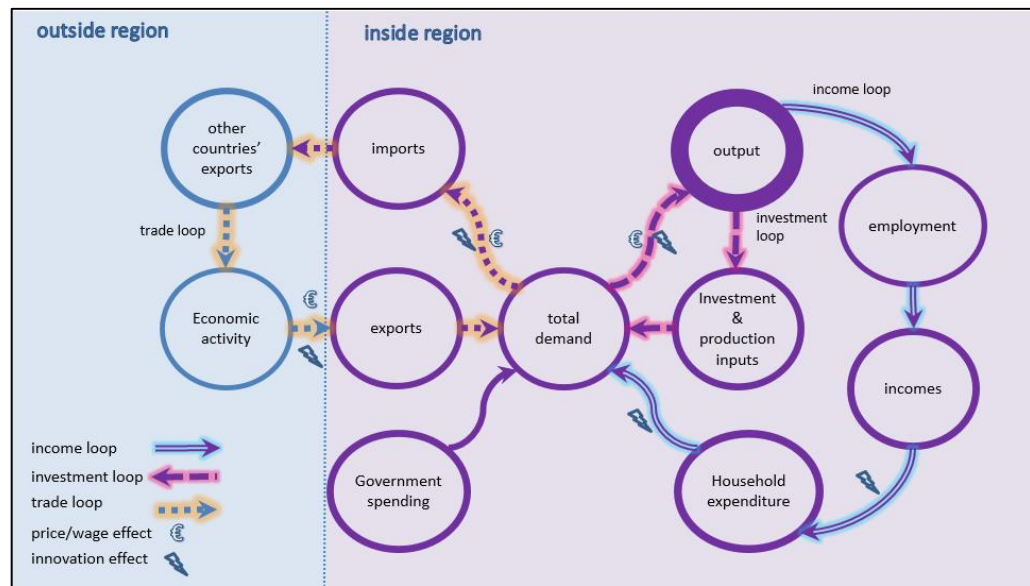 outside region
inside region
income loop
other
countries’
exports
imports
output
trade loop
investment
loop
employment
Economic
activity
exports
total
demand
Investment
&
production
inputs
incomes
income loop
investment loop
trade loop
price/wage effect
innovation effect
Government
spending
Household
expenditure